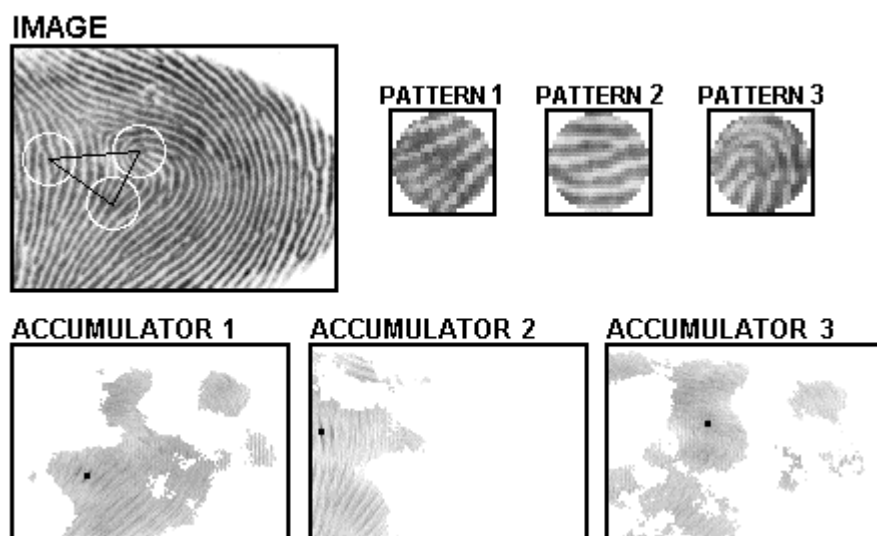 IMAGE
PATTERN 1 PATTERN 2 PATTERN 3
ACCUMULATOR 1 ACCUMULATOR 2 ACCUMULATOR 3